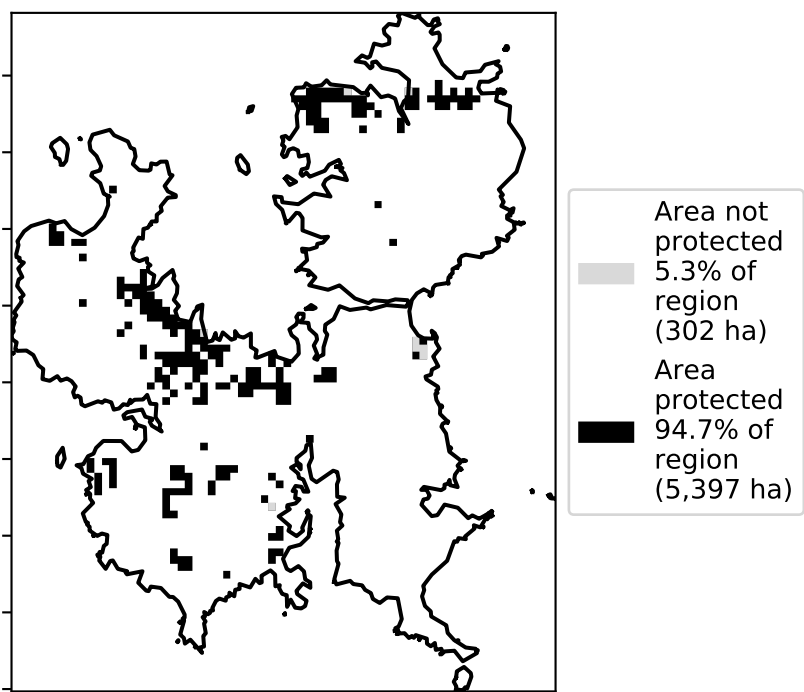 Area not
protected
5.3% of
region
(302 ha)
Area
protected
94.7% of
region
(5,397 ha)